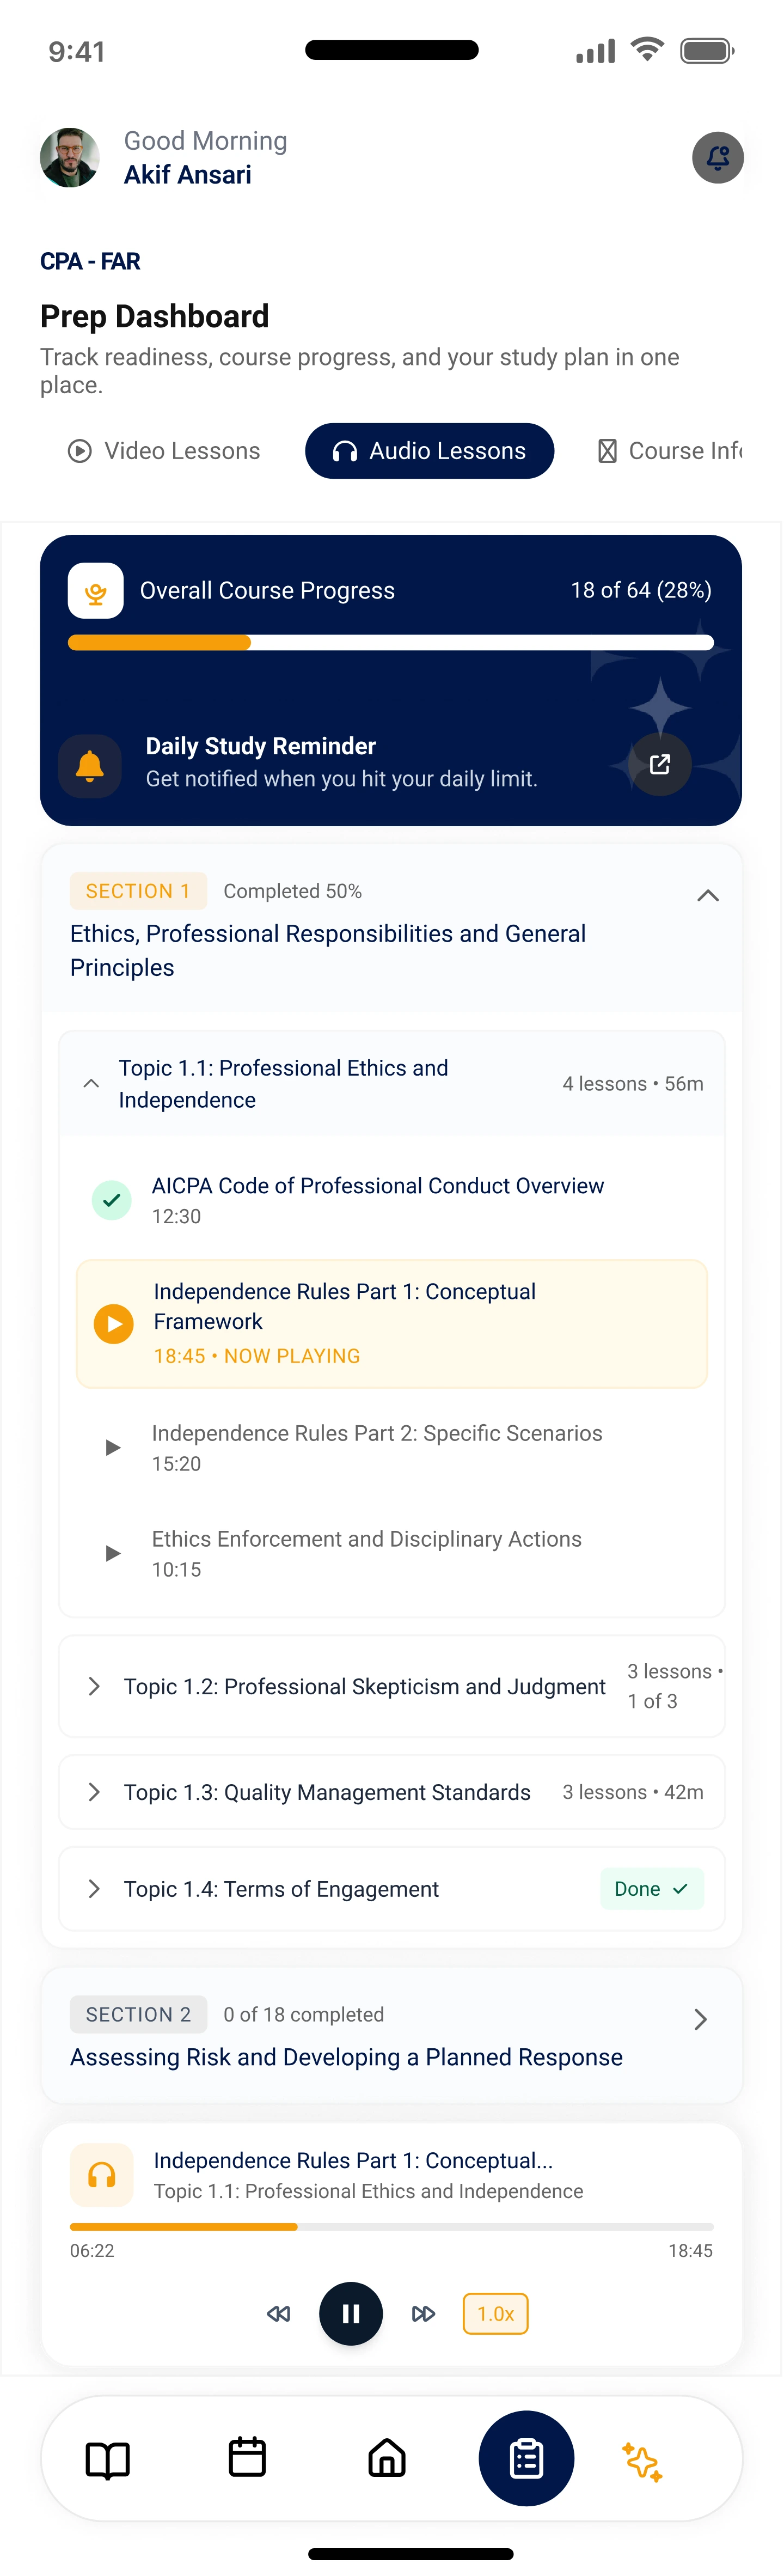 9:41
Good Morning
Akif Ansari
CPA - FAR
Prep Dashboard
Track readiness, course progress, and your study plan in one
place.
Video Lessons
Audio Lessons
Course Info
Overall Course Progress
18 of 64 (28%)
Daily Study Reminder
Get notified when you hit your daily limit.
SECTION 1
Completed 50%
Ethics, Professional Responsibilities and General
Principles
Topic 1.1: Professional Ethics and
Independence
4 lessons • 56m
AICPA Code of Professional Conduct Overview
12:30
Independence Rules Part 1: Conceptual
Framework
18:45 • NOW PLAYING
Independence Rules Part 2: Specific Scenarios
15:20
Ethics Enforcement and Disciplinary Actions
10:15
Topic 1.2: Professional Skepticism and Judgment
3 lessons •
1 of 3
Topic 1.3: Quality Management Standards
3 lessons • 42m
Topic 1.4: Terms of Engagement
Done
SECTION 2
0 of 18 completed
Assessing Risk and Developing a Planned Response
Independence Rules Part 1: Conceptual...
Topic 1.1: Professional Ethics and Independence
06:22
18:45
1.0x